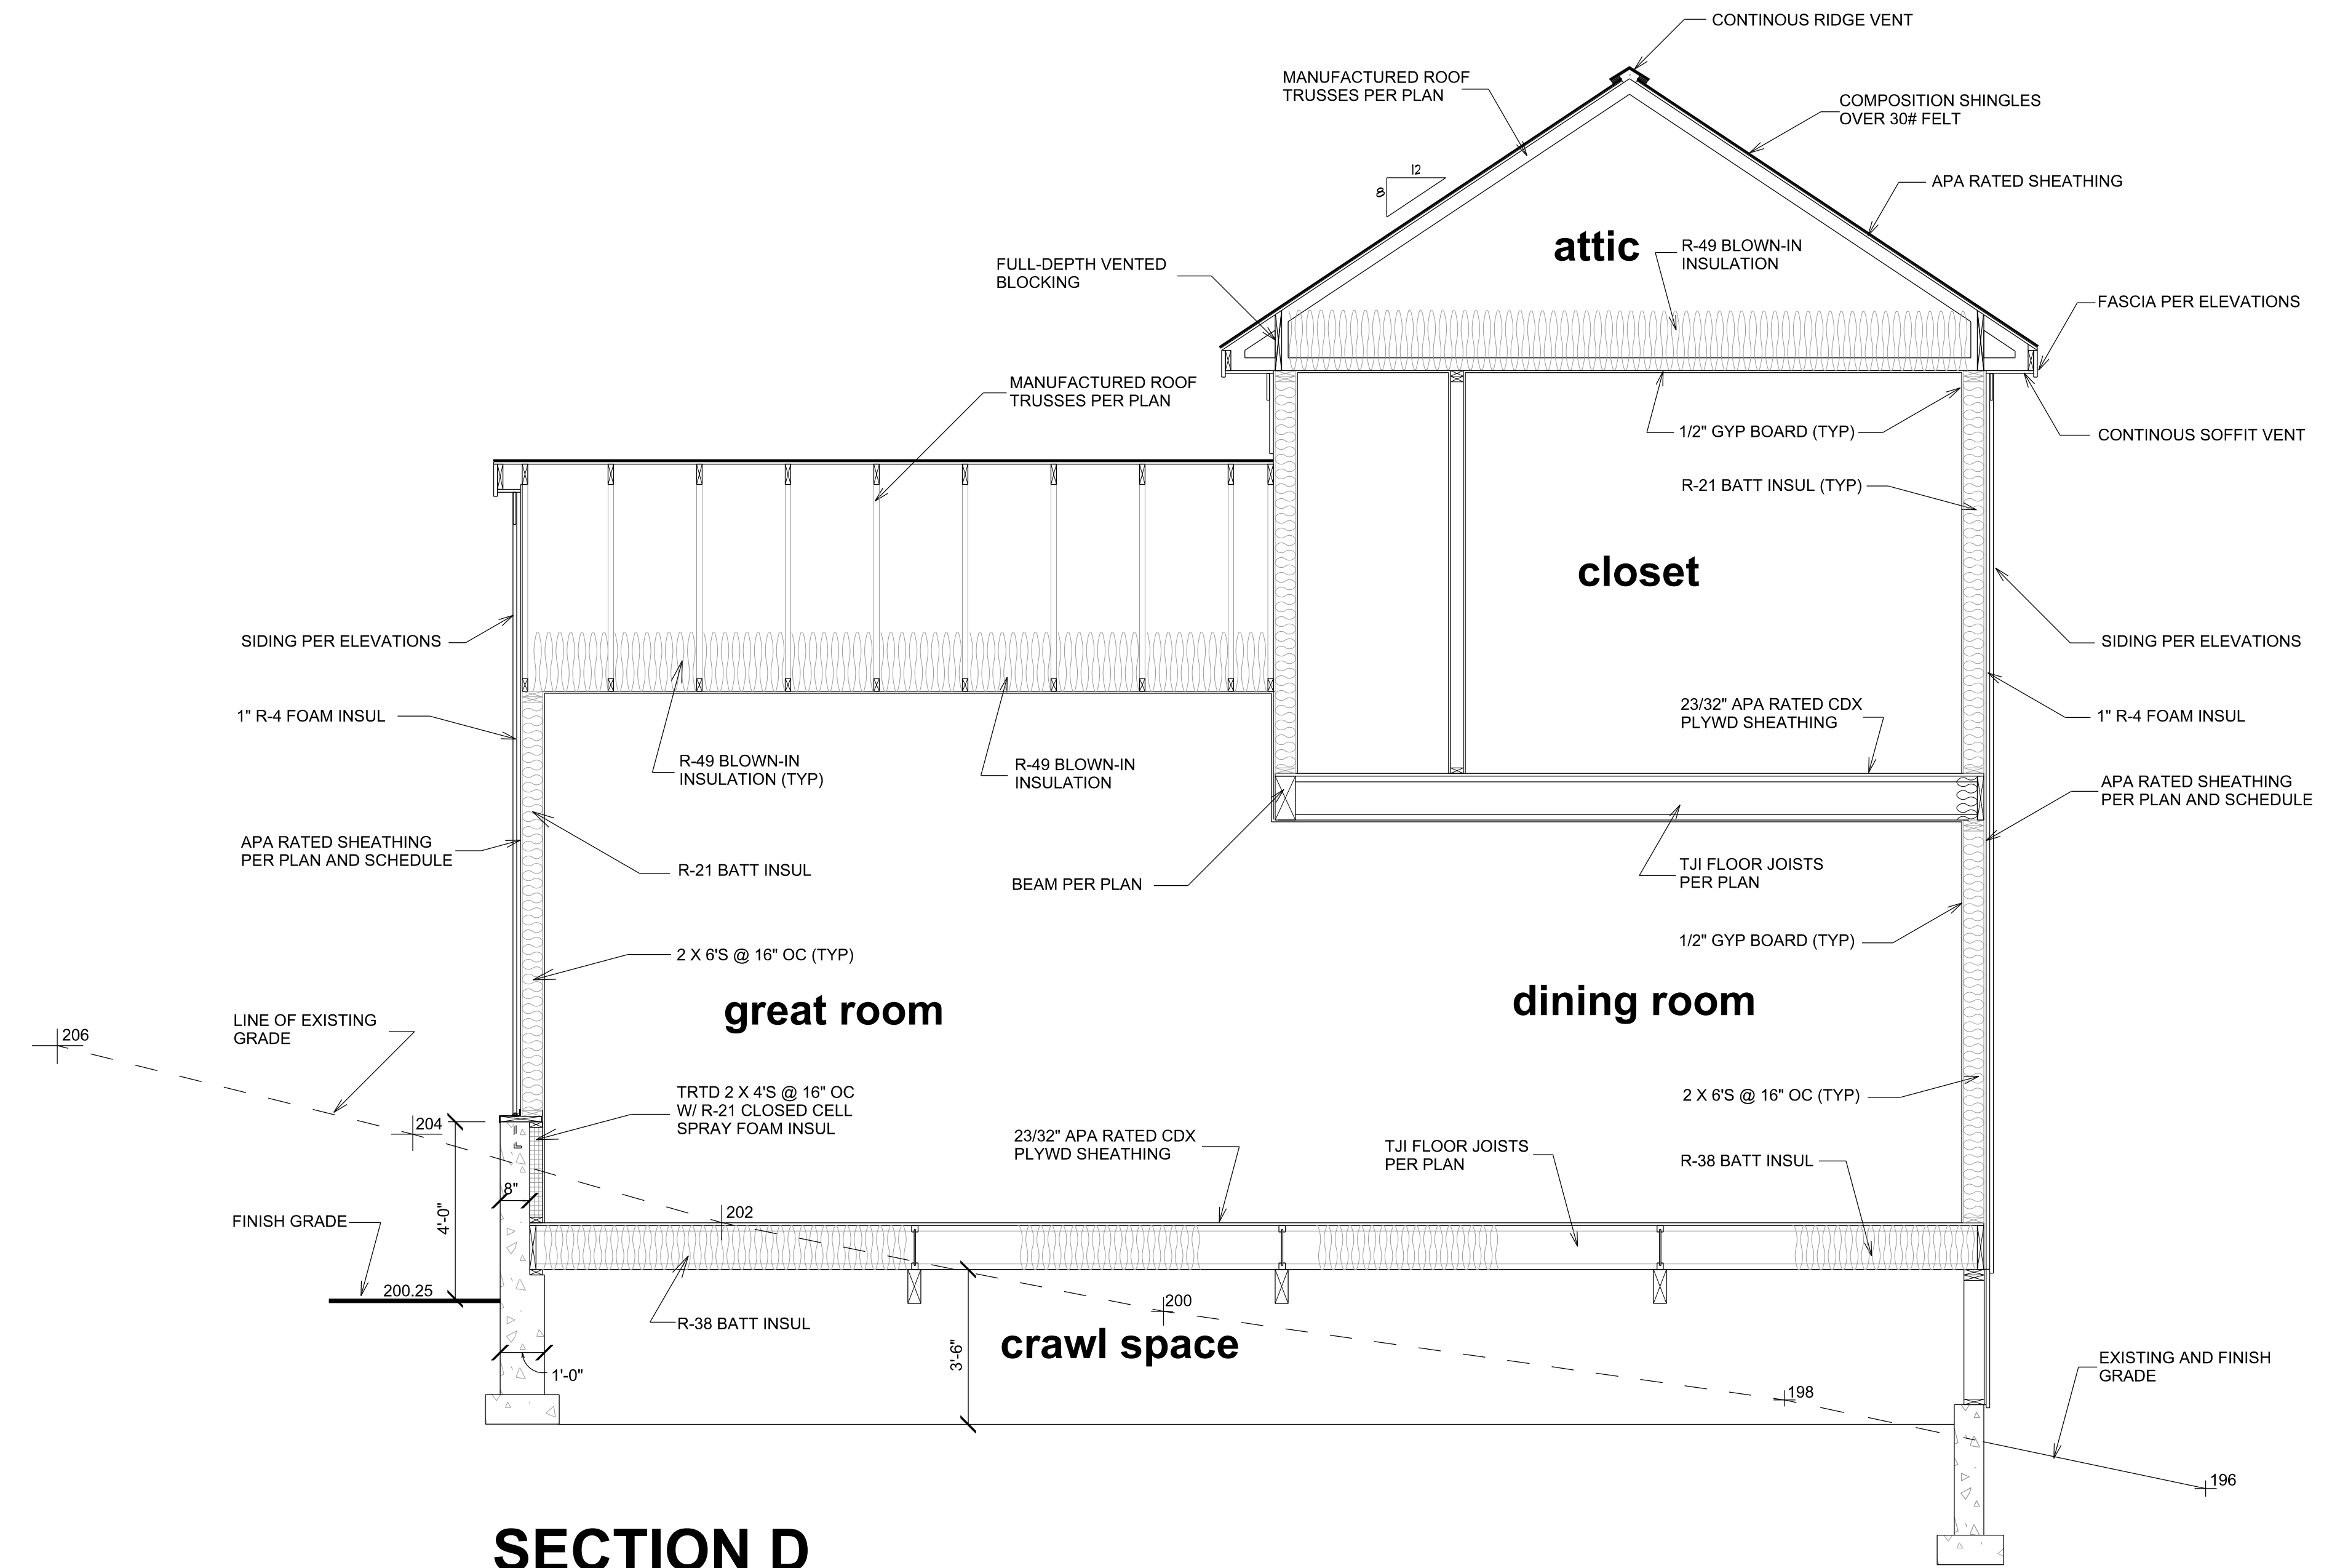 CONTINOUS RIDGE VENT
MANUFACTURED ROOF
TRUSSES PER PLAN
COMPOSITION SHINGLES
OVER 30# FELT
12
8
APA RATED SHEATHING
attic
R-49 BLOWN-IN
INSULATION
FULL-DEPTH VENTED
BLOCKING
FASCIA PER ELEVATIONS
MANUFACTURED ROOF
TRUSSES PER PLAN
1/2" GYP BOARD (TYP)
CONTINOUS SOFFIT VENT
R-21 BATT INSUL (TYP)
closet
SIDING PER ELEVATIONS
SIDING PER ELEVATIONS
1" R-4 FOAM INSUL
23/32" APA RATED CDX
PLYWD SHEATHING
1" R-4 FOAM INSUL
R-49 BLOWN-IN
INSULATION (TYP)
R-49 BLOWN-IN
INSULATION
APA RATED SHEATHING
PER PLAN AND SCHEDULE
APA RATED SHEATHING
PER PLAN AND SCHEDULE
R-21 BATT INSUL
BEAM PER PLAN
TJI FLOOR JOISTS
PER PLAN
1/2" GYP BOARD (TYP)
2 X 6'S @ 16" OC (TYP)
great room
dining room
LINE OF EXISTING
GRADE
206
204
TRTD 2 X 4'S @ 16" OC
W/ R-21 CLOSED CELL
SPRAY FOAM INSUL
2 X 6'S @ 16" OC (TYP)
23/32" APA RATED CDX
PLYWD SHEATHING
TJI FLOOR JOISTS
PER PLAN
R-38 BATT INSUL
8"
4'-0"
FINISH GRADE
202
200.25
200
R-38 BATT INSUL
crawl space
3'-6"
1'-0"
198
EXISTING AND FINISH
GRADE
196
SECTION D